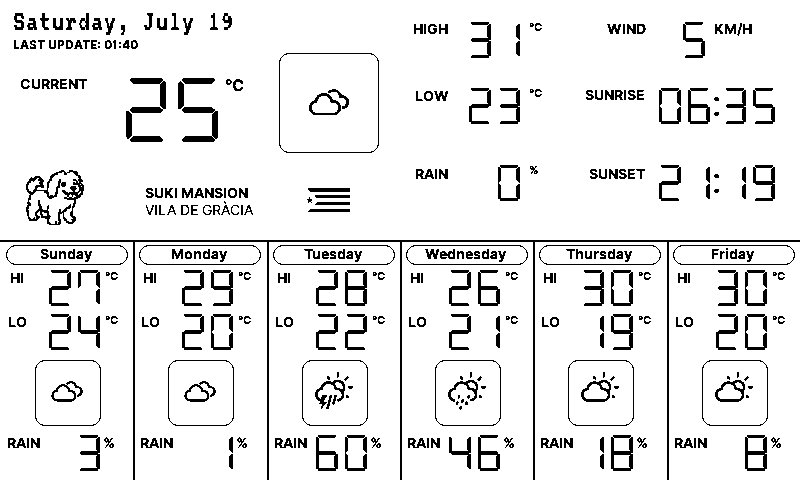 Saturday, July 19
LAST UPDATE: 01:40
CURRENT 25 °C
HIGH 31 °C
WIND 5 KM/H
LOW 23 °C
SUNRISE 06:35
RAIN 0 %
SUNSET 21:19
SUKI MANSION
VILA DE GRÀCIA
Sunday
HI 27 °C
LO 24 °C
RAIN 3 %
Monday
HI 29 °C
LO 20 °C
RAIN 1 %
Tuesday
HI 28 °C
LO 22 °C
RAIN 60 %
Wednesday
HI 26 °C
LO 21 °C
RAIN 46 %
Thursday
HI 30 °C
LO 19 °C
RAIN 18 %
Friday
HI 30 °C
LO 20 °C
RAIN 8 %